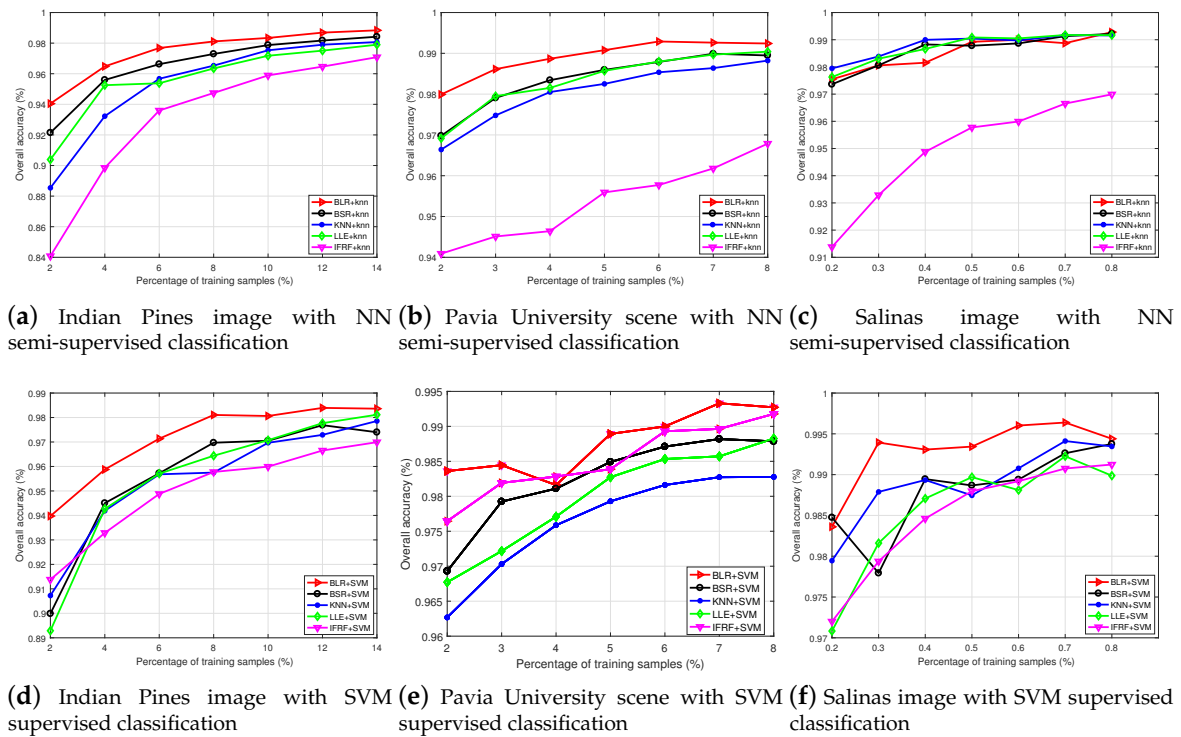 1
0.98
0.96
0.94
0.92
0.9
0.88
0.86
0.84
Overall accuracy (%)
2 4 6 8 10 12 14
Percentage of training samples (%)
BLR+knn
BSR+knn
KNN+knn
LLE+knn
IFRF+knn
1
0.99
0.98
0.97
0.96
0.95
0.94
Overall accuracy (%)
2 3 4 5 6 7 8
Percentage of training samples (%)
BLR+knn
BSR+knn
KNN+knn
LLE+knn
IFRF+knn
1
0.99
0.98
0.97
0.96
0.95
0.94
0.93
0.92
0.91
Overall accuracy (%)
0.2 0.3 0.4 0.5 0.6 0.7 0.8
Percentage of training samples (%)
BLR+knn
BSR+knn
KNN+knn
LLE+knn
IFRF+knn
(a) Indian Pines image with NN
semi-supervised classification
(b) Pavia University scene with NN
semi-supervised classification
(c) Salinas image with NN
semi-supervised classification
0.99
0.98
0.97
0.96
0.95
0.94
0.93
0.92
0.91
0.9
0.89
Overall accuracy (%)
2 4 6 8 10 12 14
Percentage of training samples (%)
BLR+SVM
BSR+SVM
KNN+SVM
LLE+SVM
IFRF+SVM
0.995
0.99
0.985
0.98
0.975
0.97
0.965
0.96
Overall accuracy (%)
2 3 4 5 6 7 8
Percentage of training samples (%)
BLR+SVM
BSR+SVM
KNN+SVM
LLE+SVM
IFRF+SVM
1
0.995
0.99
0.985
0.98
0.975
0.97
Overall accuracy (%)
0.2 0.3 0.4 0.5 0.6 0.7 0.8
Percentage of training samples (%)
BLR+SVM
BSR+SVM
KNN+SVM
LLE+SVM
IFRF+SVM
(d) Indian Pines image with SVM
supervised classification
(e) Pavia University scene with SVM
supervised classification
(f) Salinas image with SVM supervised
classification